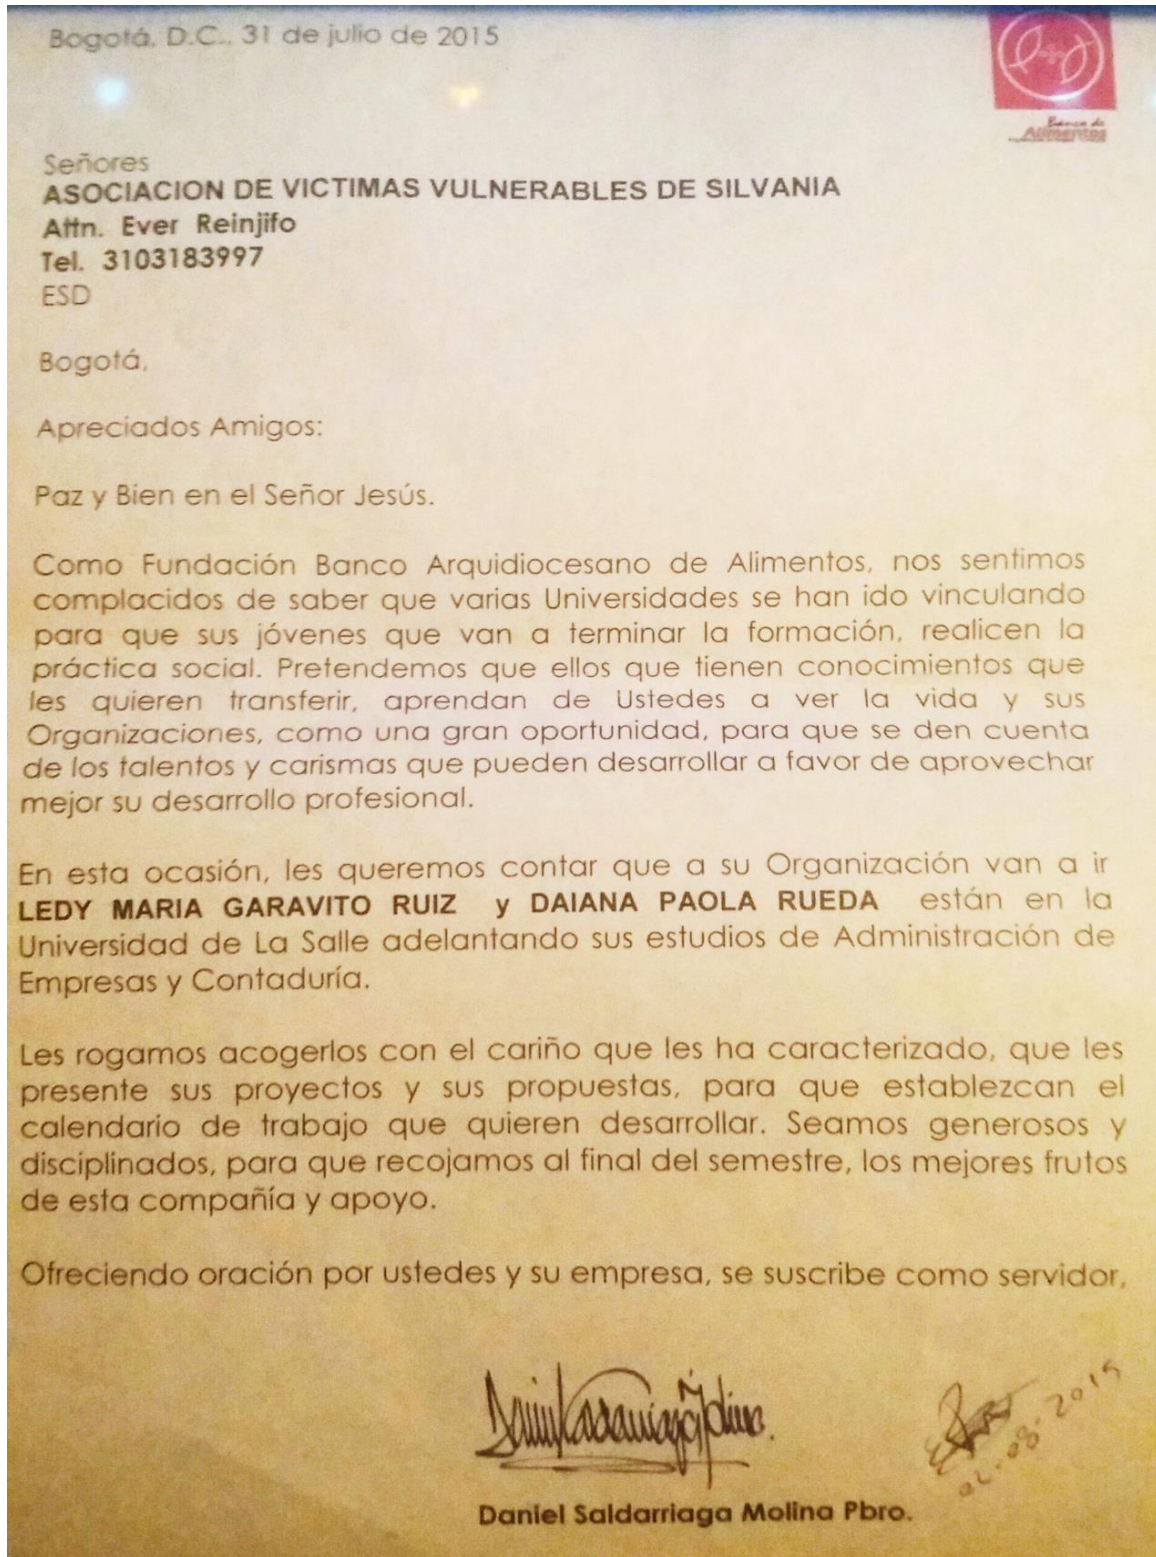 Bogotá, D.C., 31 de julio de 2015
Banco de
Alimentos
Señores
ASOCIACION DE VICTIMAS VULNERABLES DE SILVANIA
Attn. Ever Reinjifo
Tel. 3103183997
ESD
Bogotá,
Apreciados Amigos:
Paz y Bien en el Señor Jesús.
Como Fundación Banco Arquidiocesano de Alimentos, nos sentimos
complacidos de saber que varias Universidades se han ido vinculando
para que sus jóvenes que van a terminar la formación, realicen la
práctica social. Pretendemos que ellos que tienen conocimientos que
les quieren transferir, aprendan de Ustedes a ver la vida y sus
Organizaciones, como una gran oportunidad, para que se den cuenta
de los talentos y carismas que pueden desarrollar a favor de aprovechar
mejor su desarrollo profesional.
En esta ocasión, les queremos contar que a su Organización van a ir
LEDY MARIA GARAVITO RUIZ y DAIANA PAOLA RUEDA están en la
Universidad de La Salle adelantando sus estudios de Administración de
Empresas y Contaduría.
Les rogamos acogerlos con el cariño que les ha caracterizado, que les
presente sus proyectos y sus propuestas, para que establezcan el
calendario de trabajo que quieren desarrollar. Seamos generosos y
disciplinados, para que recojamos al final del semestre, los mejores frutos
de esta compañía y apoyo.
Ofreciendo oración por ustedes y su empresa, se suscribe como servidor,
02-08-2015
Daniel Saldarriaga Molina Pbro.